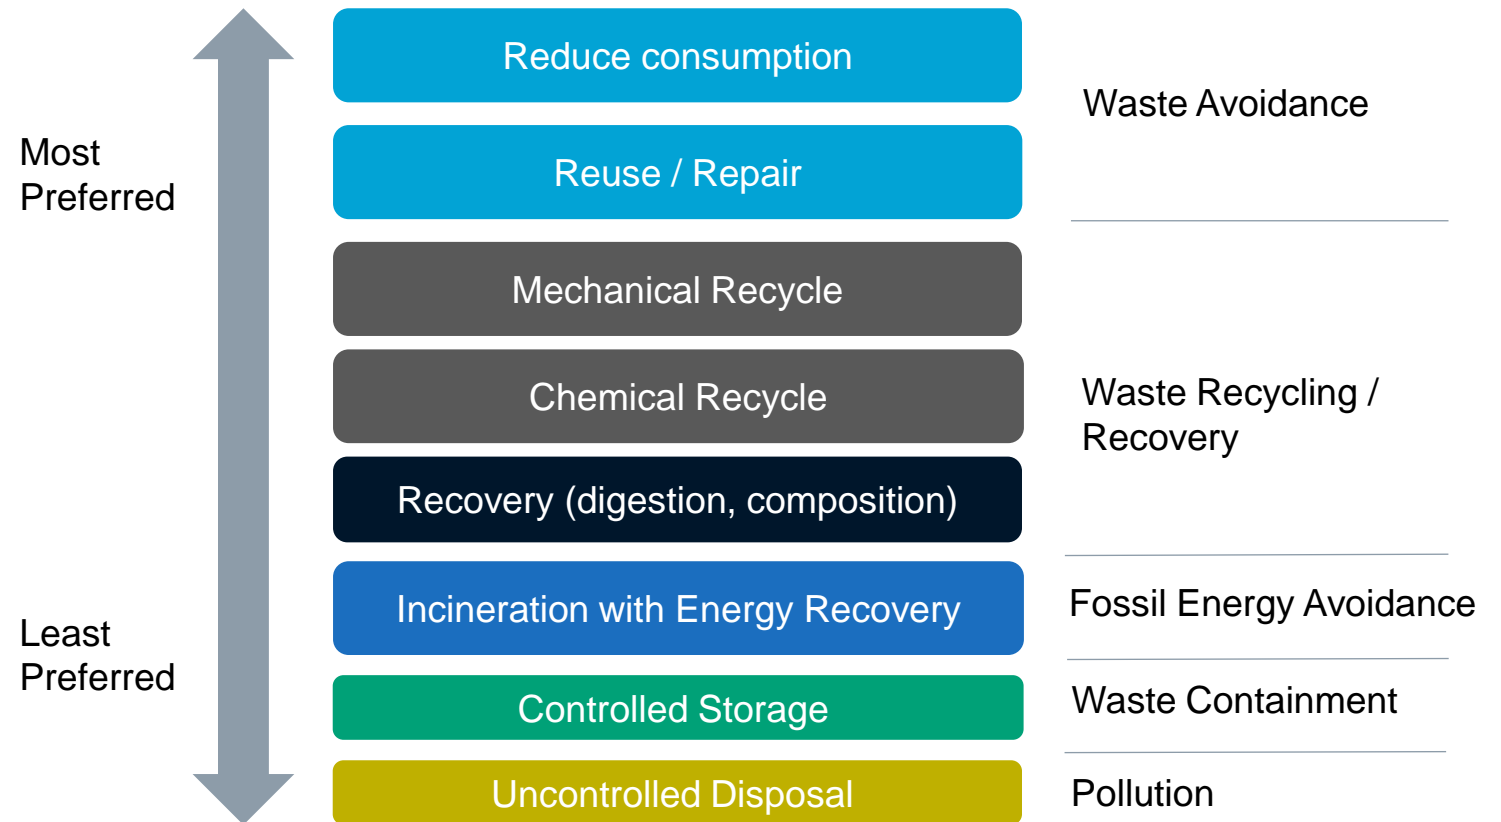 Reduce consumption
Waste Avoidance
Most
Preferred
Reuse / Repair
Mechanical Recycle
Chemical Recycle
Waste Recycling /
Recovery
Recovery (digestion, composition)
Incineration with Energy Recovery
Fossil Energy Avoidance
Least
Preferred
Controlled Storage
Waste Containment
Uncontrolled Disposal
Pollution